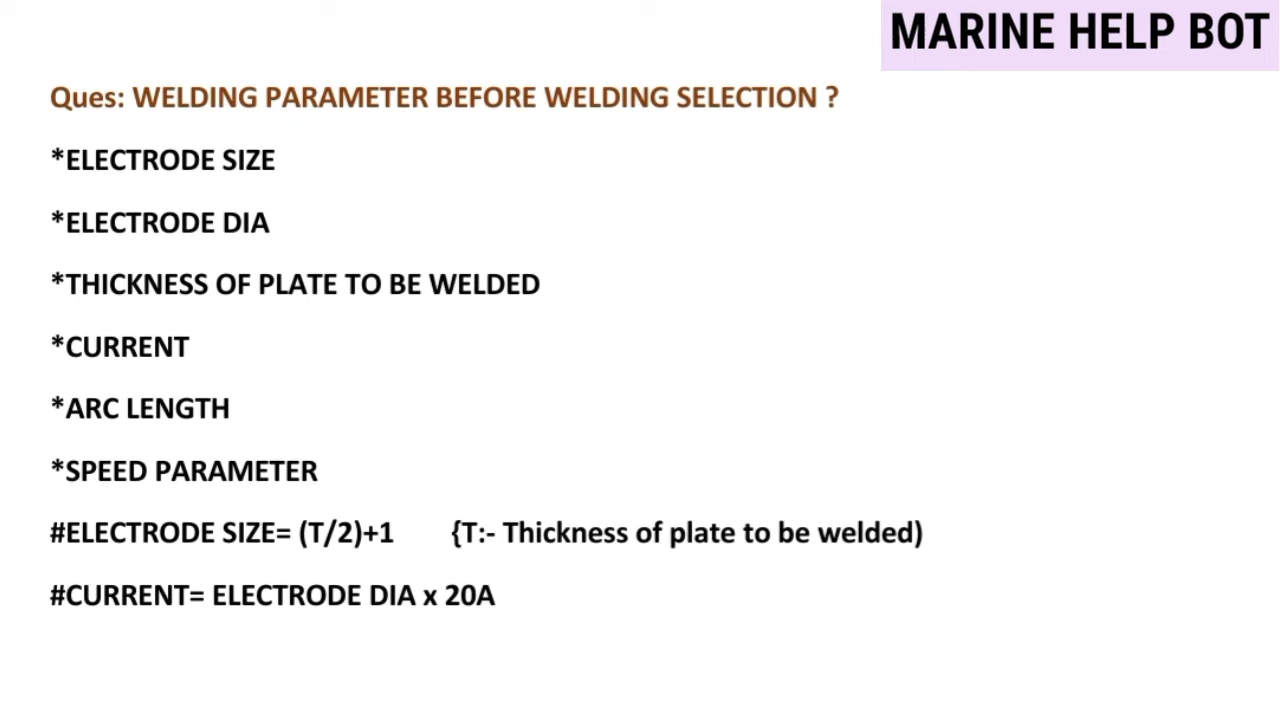 MARINE HELP BOT
Ques: WELDING PARAMETER BEFORE WELDING SELECTION ?
*ELECTRODE SIZE
*ELECTRODE DIA
*THICKNESS OF PLATE TO BE WELDED
*CURRENT
*ARC LENGTH
*SPEED PARAMETER
#ELECTRODE SIZE= (T/2)+1 {T:- Thickness of plate to be welded)
#CURRENT= ELECTRODE DIA x 20A